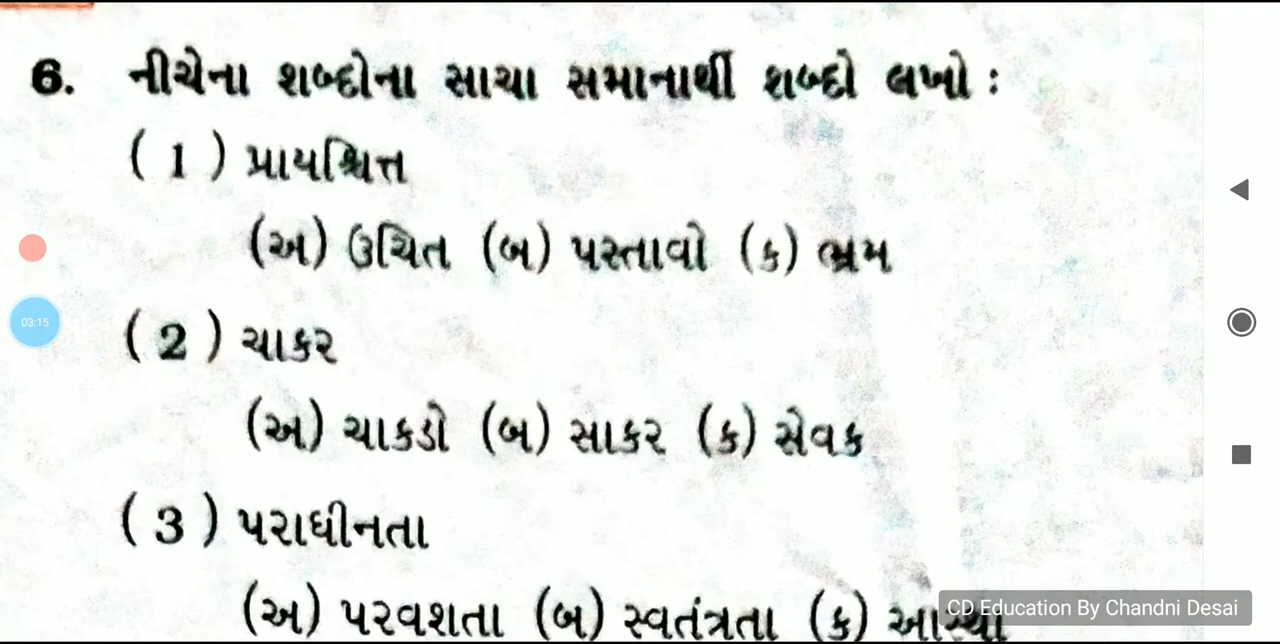 6. નીચેના શબ્દોના સાચા સમાનાર્થી શબ્દો લખો :
( 1 ) પ્રાયશ્ચિત્ત
(અ) ઉચિત (બ) પસ્તાવો (ક) ભ્રમ
03:15
( 2 ) ચાકર
(અ) ચાકડો (બ) સાકર (ક) સેવક
( 3 ) પરાધીનતા
(અ) પરવશતા (બ) સ્વતંત્રતા (ક) આસ્થા
CD Education By Chandni Desai